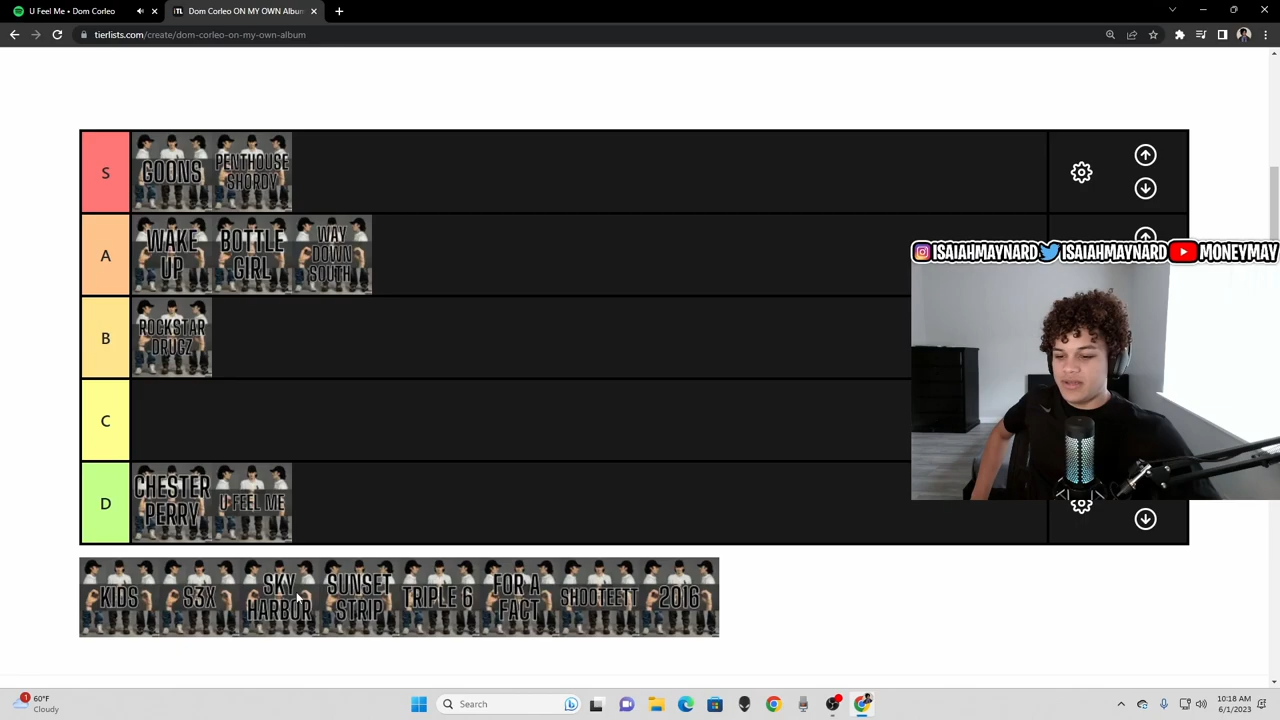 U Feel Me • Dom Corleo
Dom Corleo ON MY OWN Album
tierlists.com/create/dom-corleo-on-my-own-album
S
GOONS
PENTHOUSE
SHORDY
A
WAKE
UP
BOTTLE
GIRL
WAY
DOWN
SOUTH
ISAIAHMAYNARD ISAIAHMAYNARD MONEYMAY
B
ROCKSTAR
DRUGZ
C
D
CHESTER
PERRY
U FEEL ME
KIDS
S3X
SKY
HARBOR
SUNSET
STRIP
TRIPLE 6
FOR A
FACT
SHOOTEETT
2016
1
60°F
Cloudy
Search
10:18 AM
6/1/2023